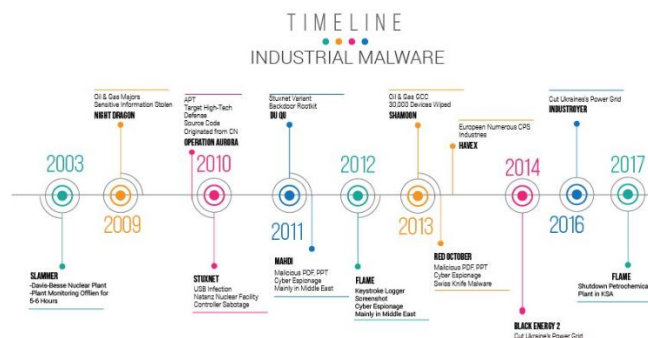 TIMELINE
INDUSTRIAL MALWARE
Oil & Gas Majors
Sensitive Information Stolen
NIGHT DRAGON
APT
Target High-Tech
Defense
Source Code
Originated from CN
OPERATION AURORA
Stuxnet Variant
Backdoor Rootkit
DU QU
Oil & Gas GCC
30,000 Devices Wiped
SHAMOON
European Numerous CPS
Industries
HAVEX
Cut Ukraines's Power Grid
INDUSTROYER
2003
2009
2010
2011
2012
2013
2014
2016
2017
SLAMMER
-Davis-Besse Nuclear Plant
-Plant Monitoring Offlien for
5-6 Hours
STUXNET
USB Infection
Natanz Nuclear Facility
Controller Sabotage
MAHDI
Malicious PDF, PPT
Cyber Espionage
Mainly in Middle East
FLAME
Keystroke Logger
Screenshot
Cyber Espionage
Mainly in Middle East
RED OCTOBER
Malicious PDF, PPT
Cyber Espionage
Swiss Knife Malware
BLACK ENERGY 2
Cut Ukraine's Power Grid
FLAME
Shutdown Petrochemical
Plant in KSA